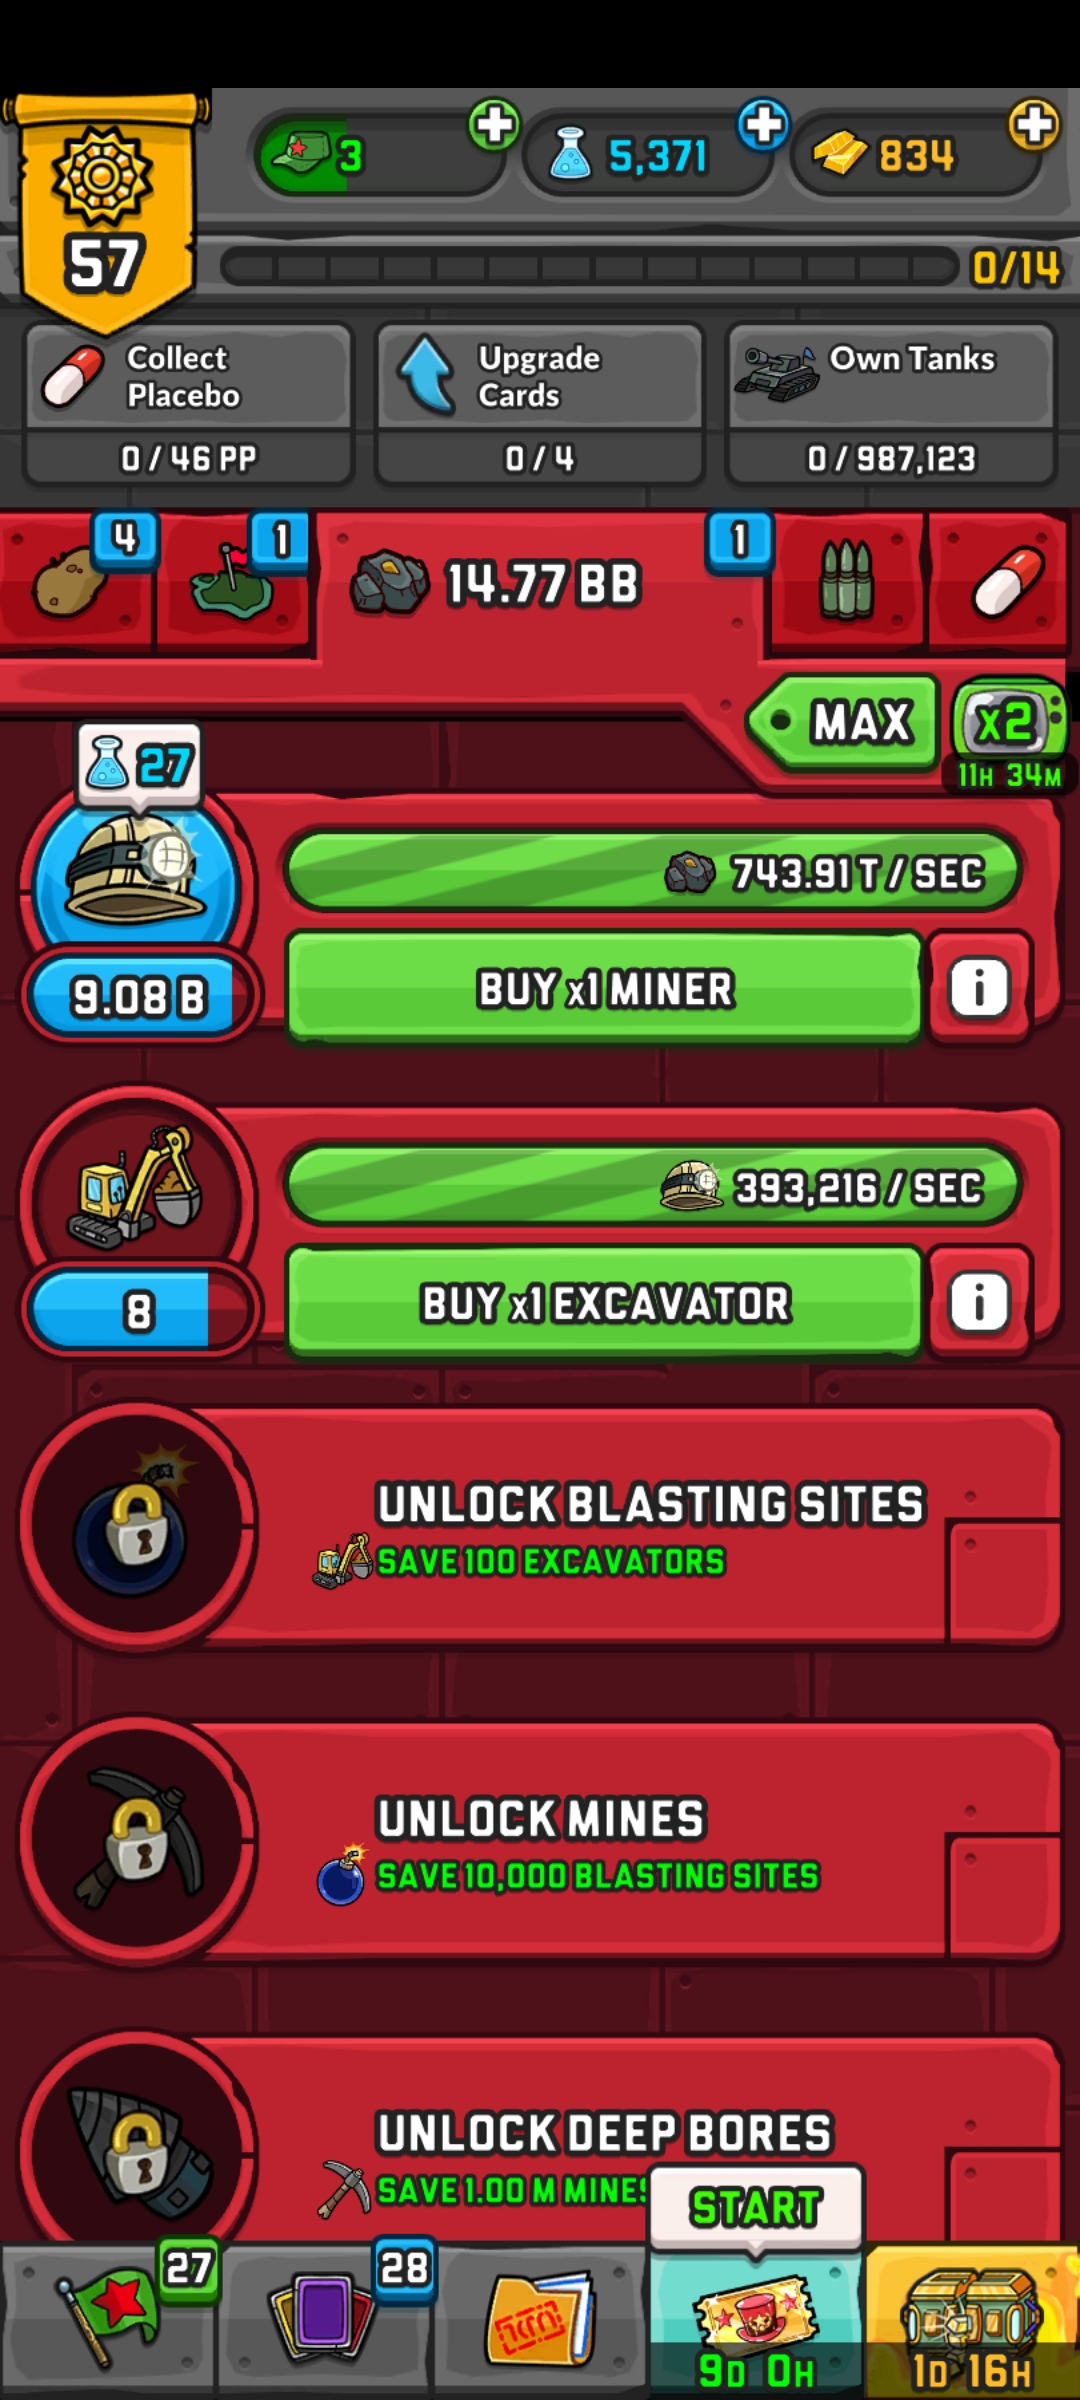 57
3
5,371
834
0/14
Collect
Placebo
0 / 46 PP
Upgrade
Cards
0 / 4
Own Tanks
0 / 987,123
4
1
14.77 BB
1
MAX
x2
11H 34M
27
743.91 T / SEC
9.08 B
BUY x1 MINER
i
393,216 / SEC
8
BUY x1 EXCAVATOR
i
UNLOCK BLASTING SITES
SAVE 100 EXCAVATORS
UNLOCK MINES
SAVE 10,000 BLASTING SITES
UNLOCK DEEP BORES
SAVE 1.00 M MINES
START
27
28
9D 0H
1D 16H